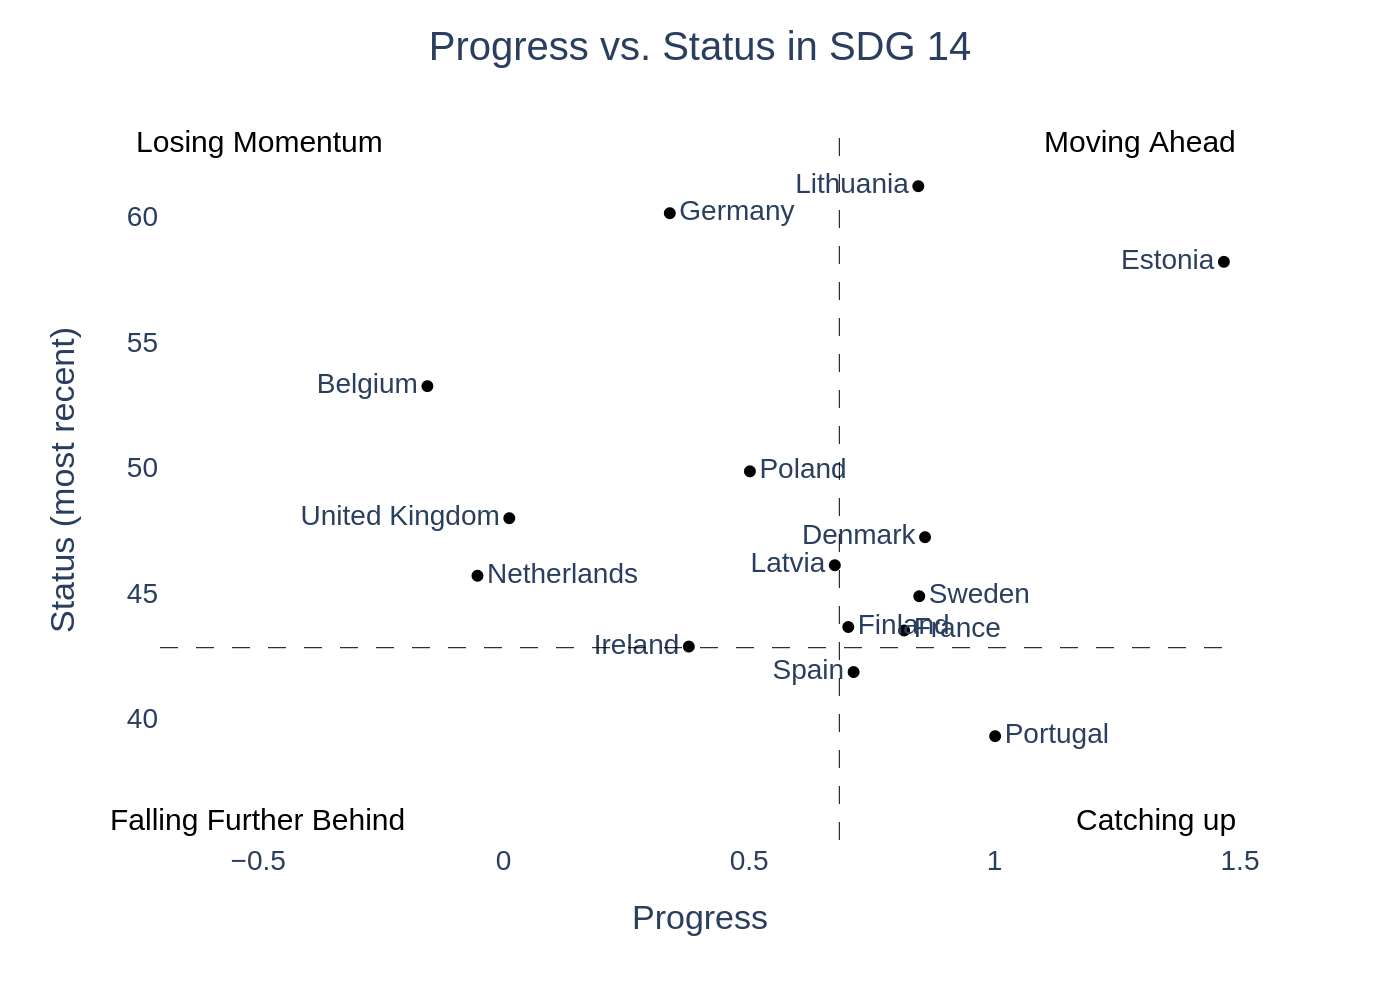 Progress vs. Status in SDG 14
Losing Momentum
Moving Ahead
Lithuania
Germany
60
Estonia
55
Belgium
50
Poland
United Kingdom
Denmark
Latvia
Netherlands
45
Sweden
Finland
France
Ireland
Spain
40
Portugal
Falling Further Behind
Catching up
−0.5
0
0.5
1
1.5
Progress
Status (most recent)